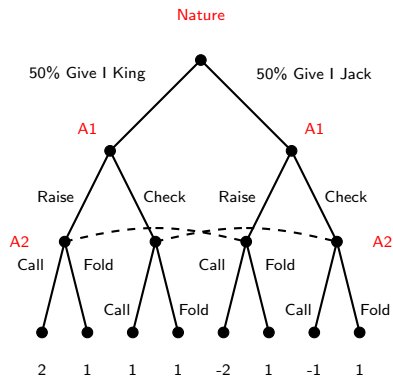 Nature
50% Give I King
50% Give I Jack
A1
A1
Raise
Check
Raise
Check
A2
A2
Call
Fold
Call
Fold
Call
Fold
Call
Fold
2
1
1
1
-2
1
-1
1